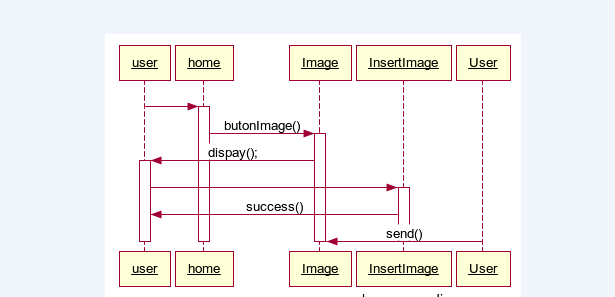 user home Image InsertImage User
butonImage()
dispay();
success()
send()
user home Image InsertImage User